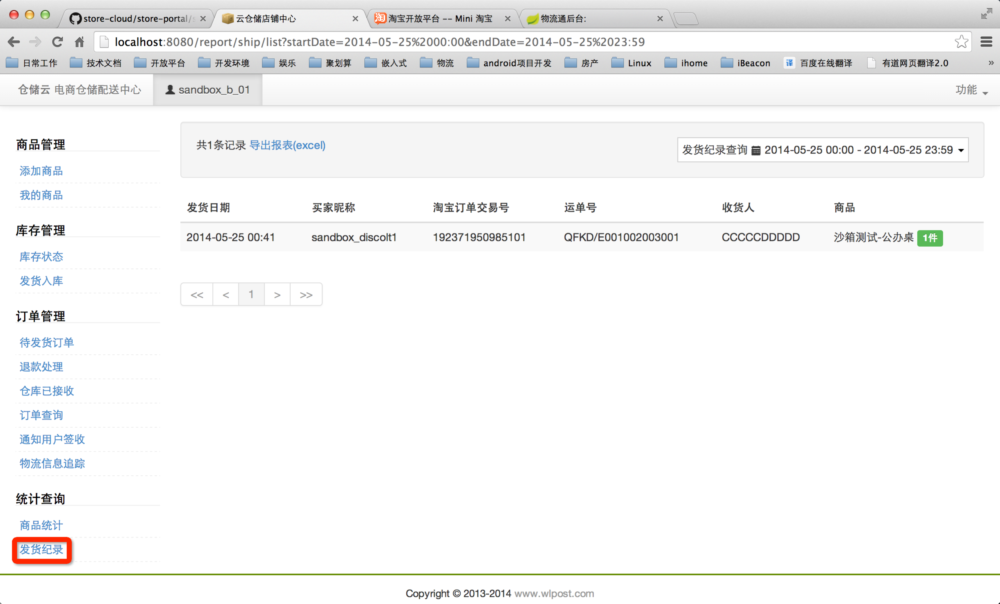 store-cloud/store-portal/s
云仓储店铺中心
淘宝开放平台 -- Mini 淘宝
物流通后台:
localhost:8080/report/ship/list?startDate=2014-05-25%2000:00&endDate=2014-05-25%2023:59
日常工作 技术文档 开放平台 开发环境 娱乐 聚划算 嵌入式 物流 android项目开发 房产 Linux ihome iBeacon 译 百度在线翻译 有道网页翻译2.0 »
仓储云 电商仓储配送中心 sandbox_b_01 功能
商品管理
添加商品
我的商品
库存管理
库存状态
发货入库
订单管理
待发货订单
退款处理
仓库已接收
订单查询
通知用户签收
物流信息追踪
统计查询
商品统计
发货纪录
共1条记录 导出报表(excel)
发货纪录查询 2014-05-25 00:00 - 2014-05-25 23:59
发货日期 买家昵称 淘宝订单交易号 运单号 收货人 商品
2014-05-25 00:41 sandbox_discolt1 192371950985101 QFKD/E001002003001 CCCCCDDDDD 沙箱测试-公办桌 1件
<< < 1 > >>
Copyright © 2013-2014 www.wlpost.com